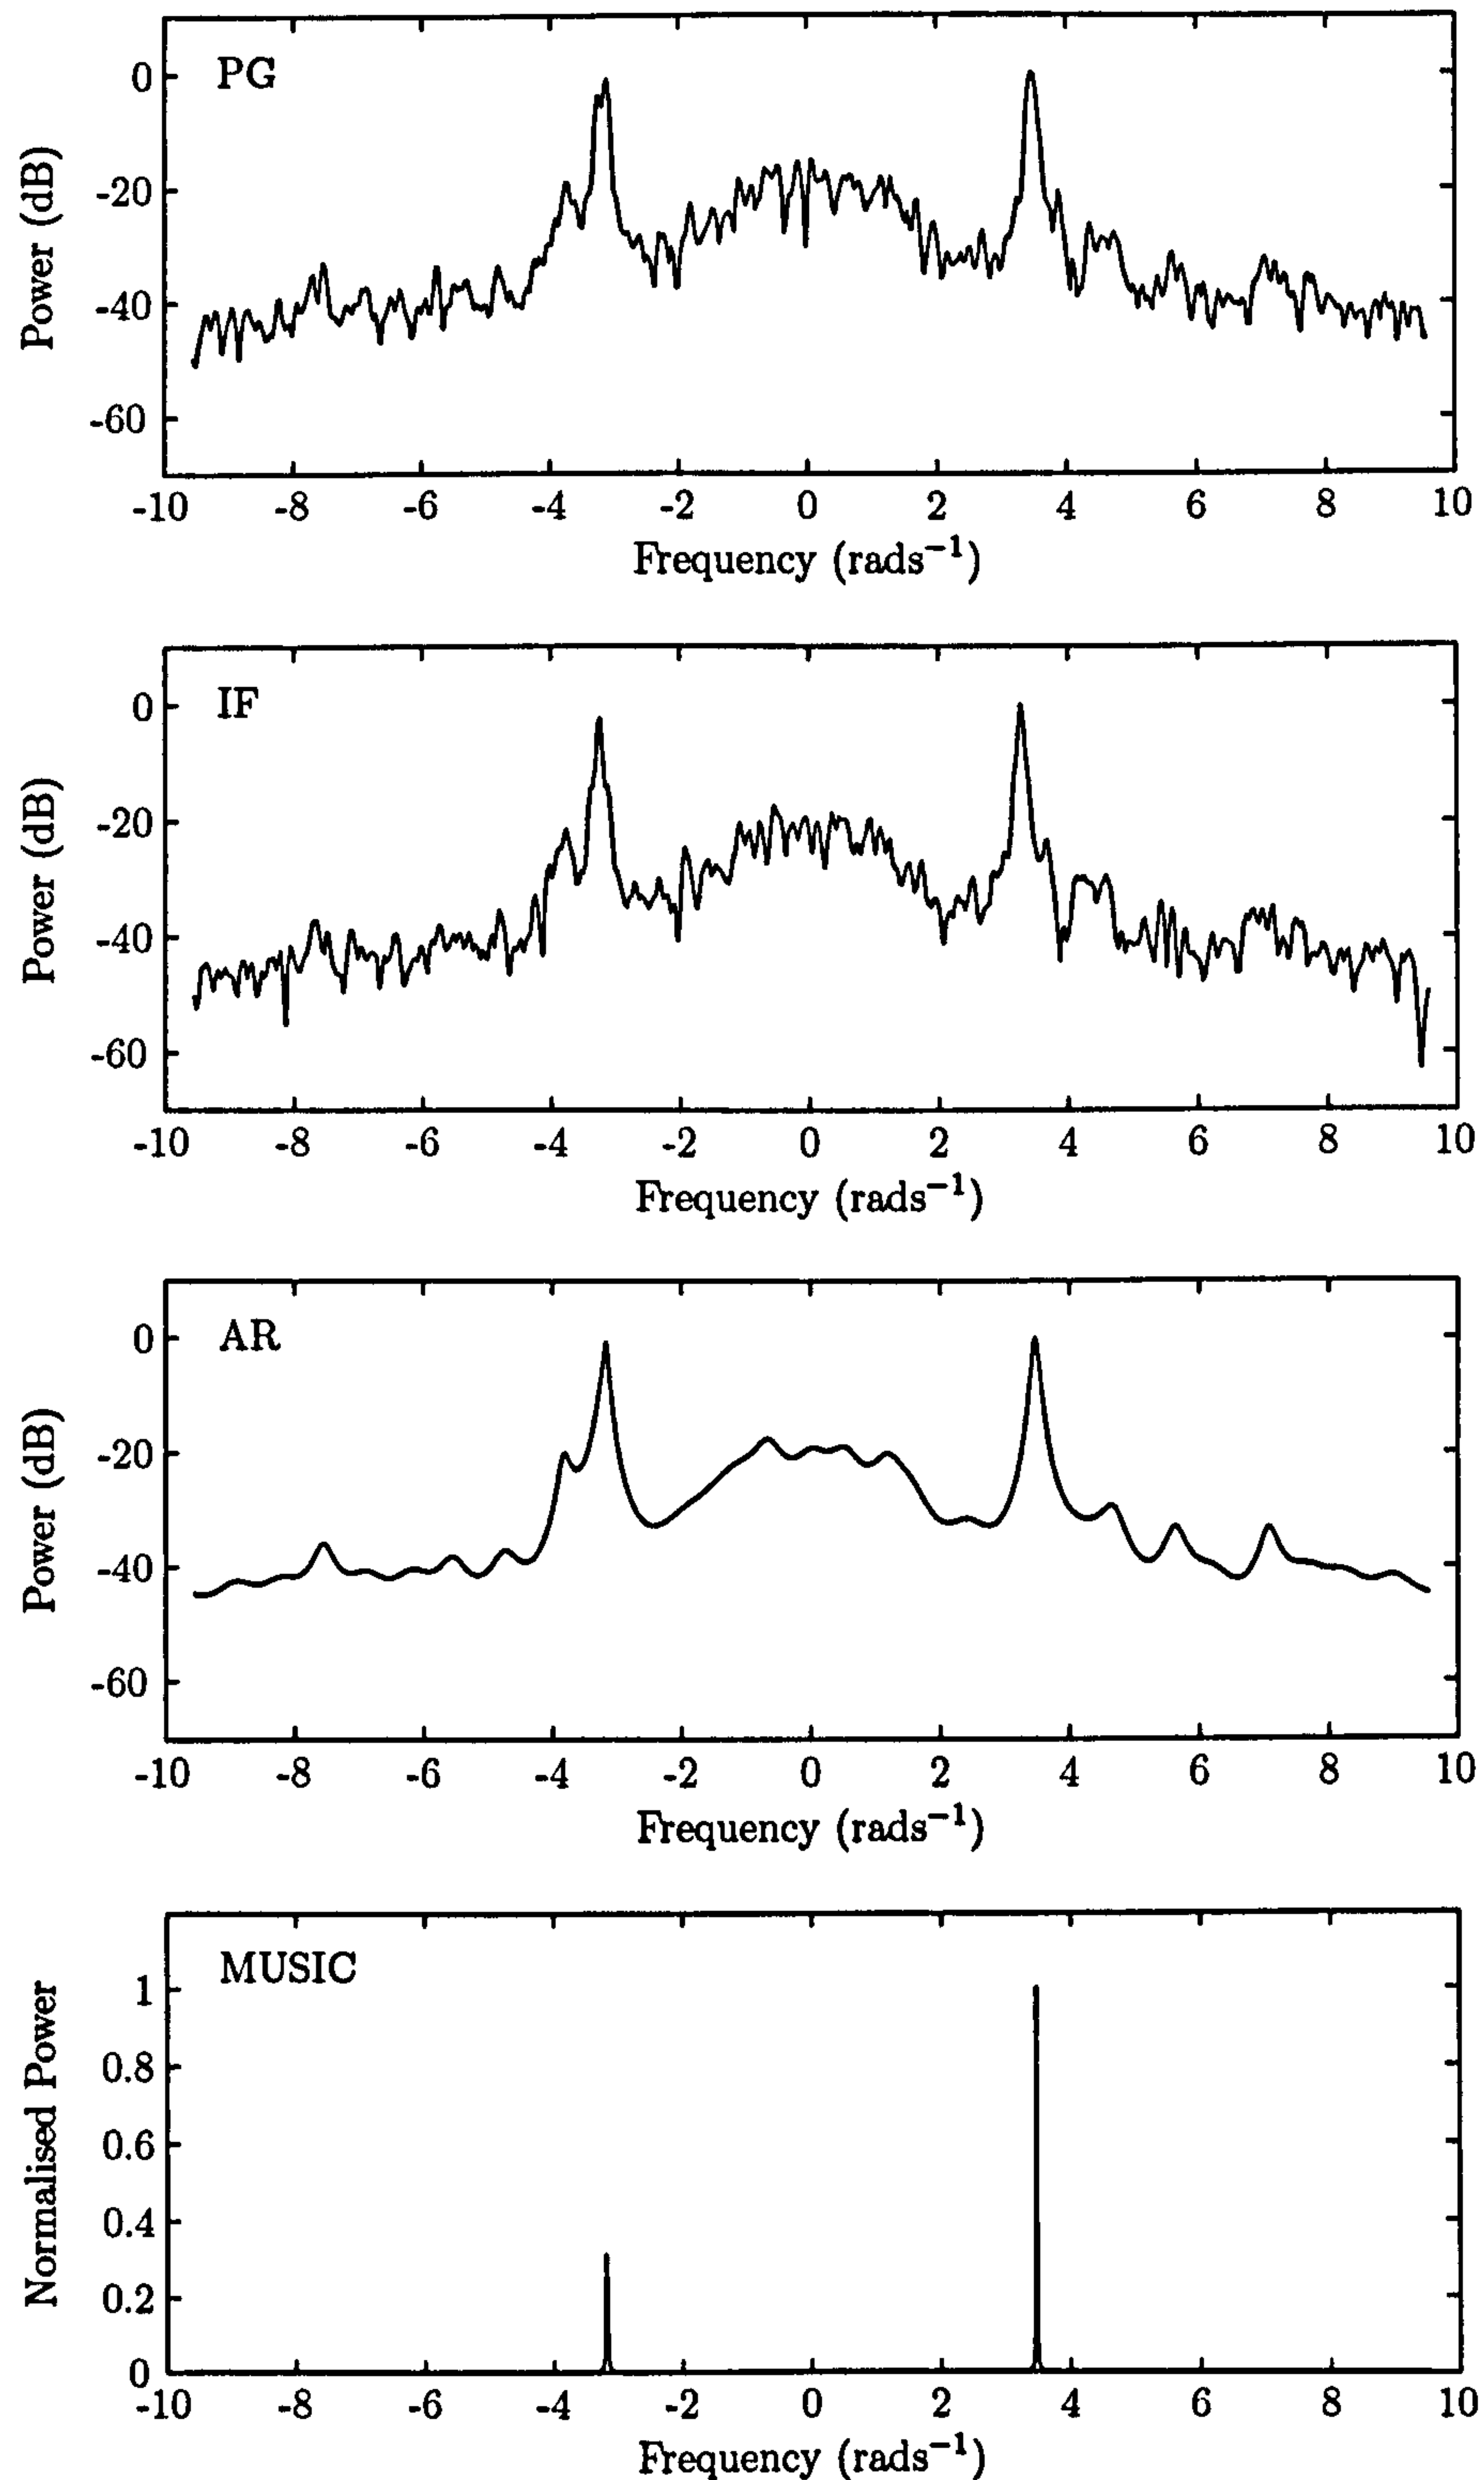 PG
Power (dB)
0
-20
-40
-60
-10 -8 -6 -4 -2 0 2 4 6 8 10
Frequency (rads⁻¹)
IF
Power (dB)
0
-20
-40
-60
-10 -8 -6 -4 -2 0 2 4 6 8 10
Frequency (rads⁻¹)
AR
Power (dB)
0
-20
-40
-60
-10 -8 -6 -4 -2 0 2 4 6 8 10
Frequency (rads⁻¹)
MUSIC
Normalised Power
1
0.8
0.6
0.4
0.2
0
-10 -8 -6 -4 -2 0 2 4 6 8 10
Frequency (rads⁻¹)